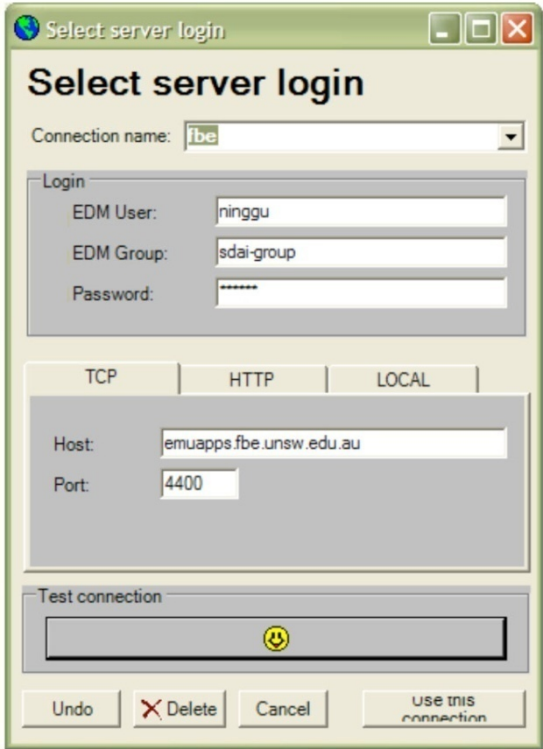 Select server login
Select server login
Connection name: fbe
Login
EDM User: ninggu
EDM Group: sdai-group
Password: ******
TCP HTTP LOCAL
Host: emuapps.fbe.unsw.edu.au
Port: 4400
Test connection
Undo Delete Cancel Use this
connection